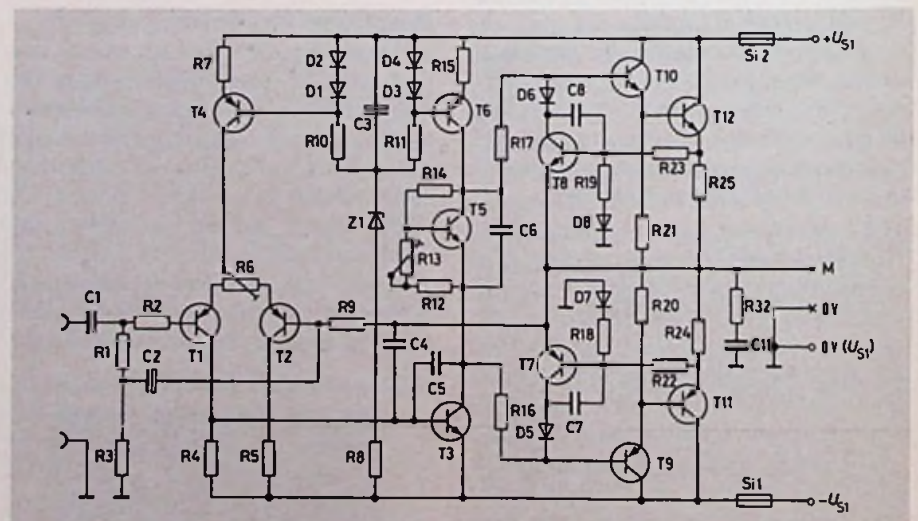 R7
D2
D4
R15
Si 2
+U_S1
T4
D1
D3
T6
D6
C8
T10
T12
R10
C3
R11
R17
T8
R19
R23
R25
R14
T5
C6
D8
Z1
R13
R21
R6
R12
M
C1
R2
R9
D7
R20
R32
0V
T1
T2
C4
R18
R24
C11
0V (U_S1)
R1
C2
C5
T7
R22
R16
C7
T11
R3
R4
R5
R8
T3
D5
T9
Si1
-U_S1